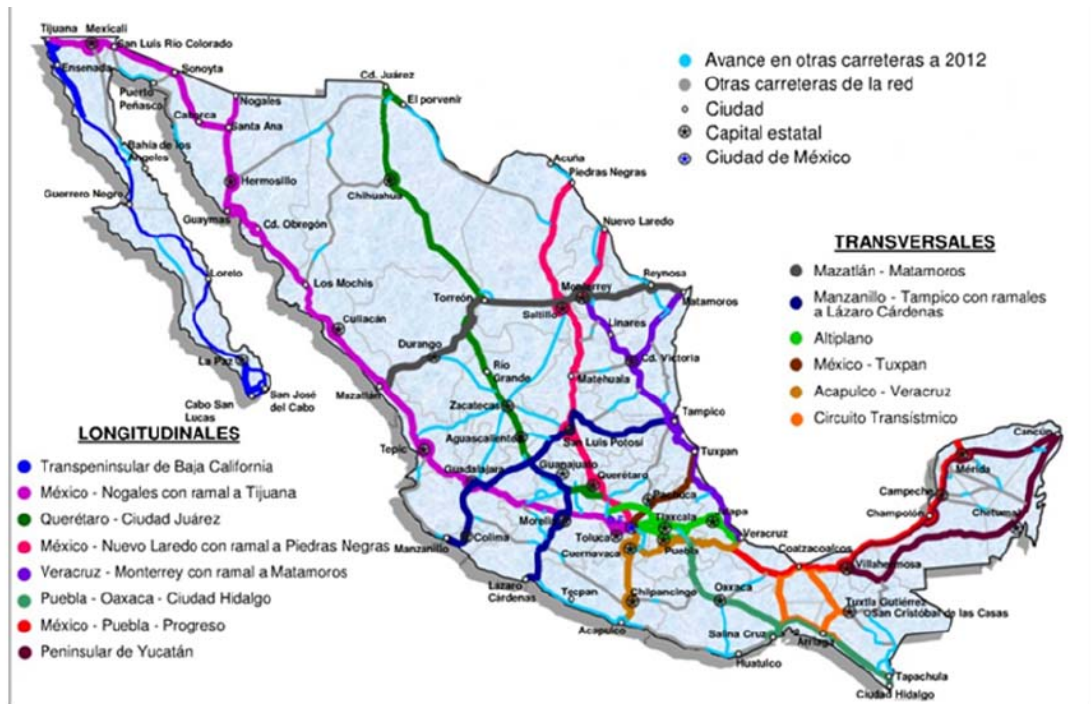 Tijuana Mexicali
San Luis Río Colorado
Ensenada
Sonoyta
Puerto
Peñasco
Nogales
Caborca
Santa Ana
Cd. Juárez
El porvenir
Bahía de los
Angeles
Hermosillo
Guerrero Negro
Guaymas
Cd. Obregón
Chihuahua
Acuña
Piedras Negras
Nuevo Laredo
Loreto
Los Mochis
Culiacán
Torreón
Monterrey
Reynosa
Saltillo
Matamoros
Linares
Durango
Cd. Victoria
La Paz
San José
del Cabo
Cabo San
Lucas
Mazatlán
Río
Grande
Matehuala
Zacatecas
Tampico
Aguascalientes
San Luis Potosí
Tepic
Tuxpan
Guadalajara
Guanajuato
Querétaro
Pachuca
Morelia
Tlaxcala
Toluca
Colima
Manzanillo
Cuernavaca
Puebla
Veracruz
Lázaro
Cárdenas
Tecpan
Chilpancingo
Acapulco
Oaxaca
Coatzacoalcos
Villahermosa
Tuxtla Gutiérrez
San Cristóbal de las Casas
Salina Cruz
Arriaga
Huatulco
Tapachula
Ciudad Hidalgo
Cancún
Mérida
Campeche
Champotón
Chetumal
Avance en otras carreteras a 2012
Otras carreteras de la red
Ciudad
Capital estatal
Ciudad de México
TRANSVERSALES
Mazatlán - Matamoros
Manzanillo - Tampico con ramales
a Lázaro Cárdenas
Altiplano
México - Tuxpan
Acapulco - Veracruz
Circuito Transístmico
LONGITUDINALES
Transpeninsular de Baja California
México - Nogales con ramal a Tijuana
Querétaro - Ciudad Juárez
México - Nuevo Laredo con ramal a Piedras Negras
Veracruz - Monterrey con ramal a Matamoros
Puebla - Oaxaca - Ciudad Hidalgo
México - Puebla - Progreso
Peninsular de Yucatán